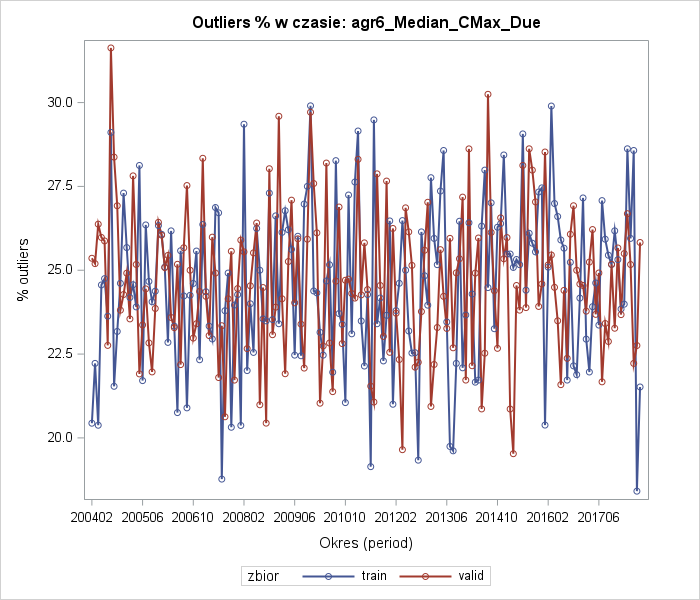 Outliers % w czasie: agr6_Median_CMax_Due
% outliers
30.0
27.5
25.0
22.5
20.0
200402 200506 200610 200802 200906 201010 201202 201306 201410 201602 201706
Okres (period)
zbior train valid